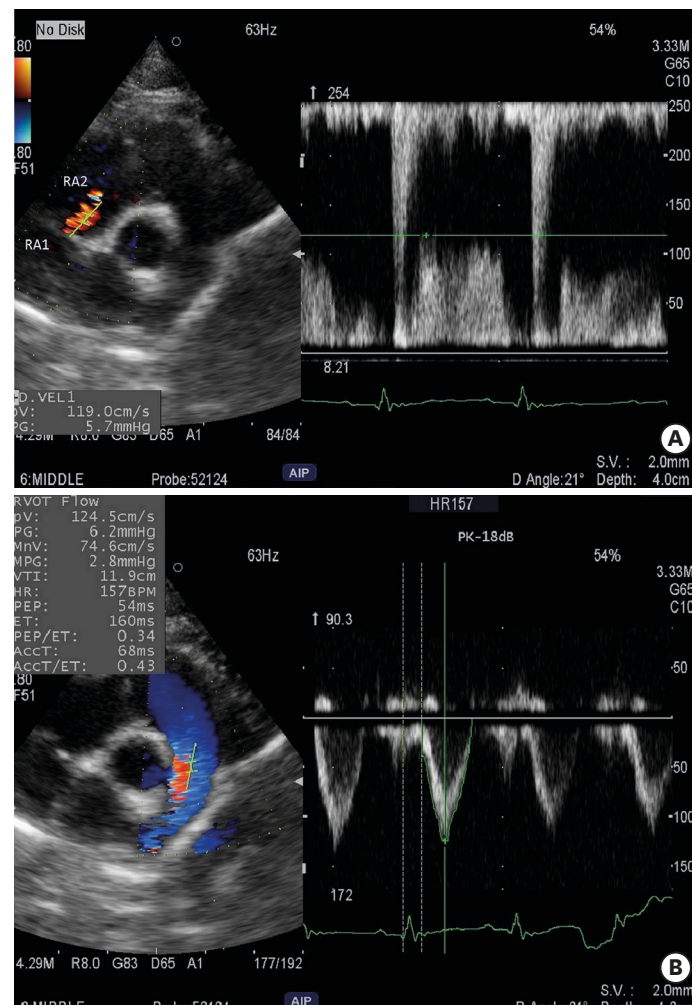 No Disk
63Hz
54%
.80
3.33M
G65
C10
↑ 254
250
RA2
-200
.80
F51
150
RA1
-100
50
8.21
D.VEL1
pV: 119.0cm/s
PG: 5.7mmHg
4.29M R8.0 G83 D65 A1 84/84
A
S.V. : 2.0mm
6:MIDDLE Probe:52124 AIP D Angle:21° Depth: 4.0cm
RVOT Flow
HR157
pV: 124.5cm/s
PG: 6.2mmHg
MnV: 74.6cm/s
MPG: 2.8mmHg
VTI: 11.9cm
HR: 157BPM
PEP: 54ms
ET: 160ms
PEP/ET: 0.34
AccT: 68ms
AccT/ET: 0.43
PK-18dB
63Hz
54%
3.33M
G65
C10
↑ 90.3
.80
F51
-50
-50
-100
150
172
4.29M R8.0 G83 D65 A1 177/192
B
S.V. : 2.0mm
AIP